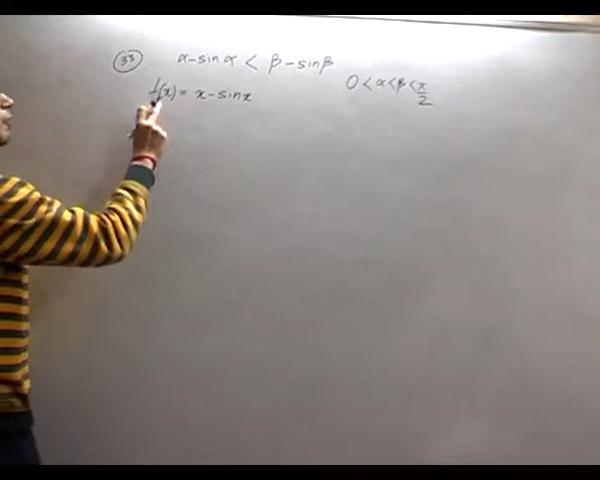 33 α-sinα < β-sinβ
0<α<β<π/2
f(x) = x-sinx